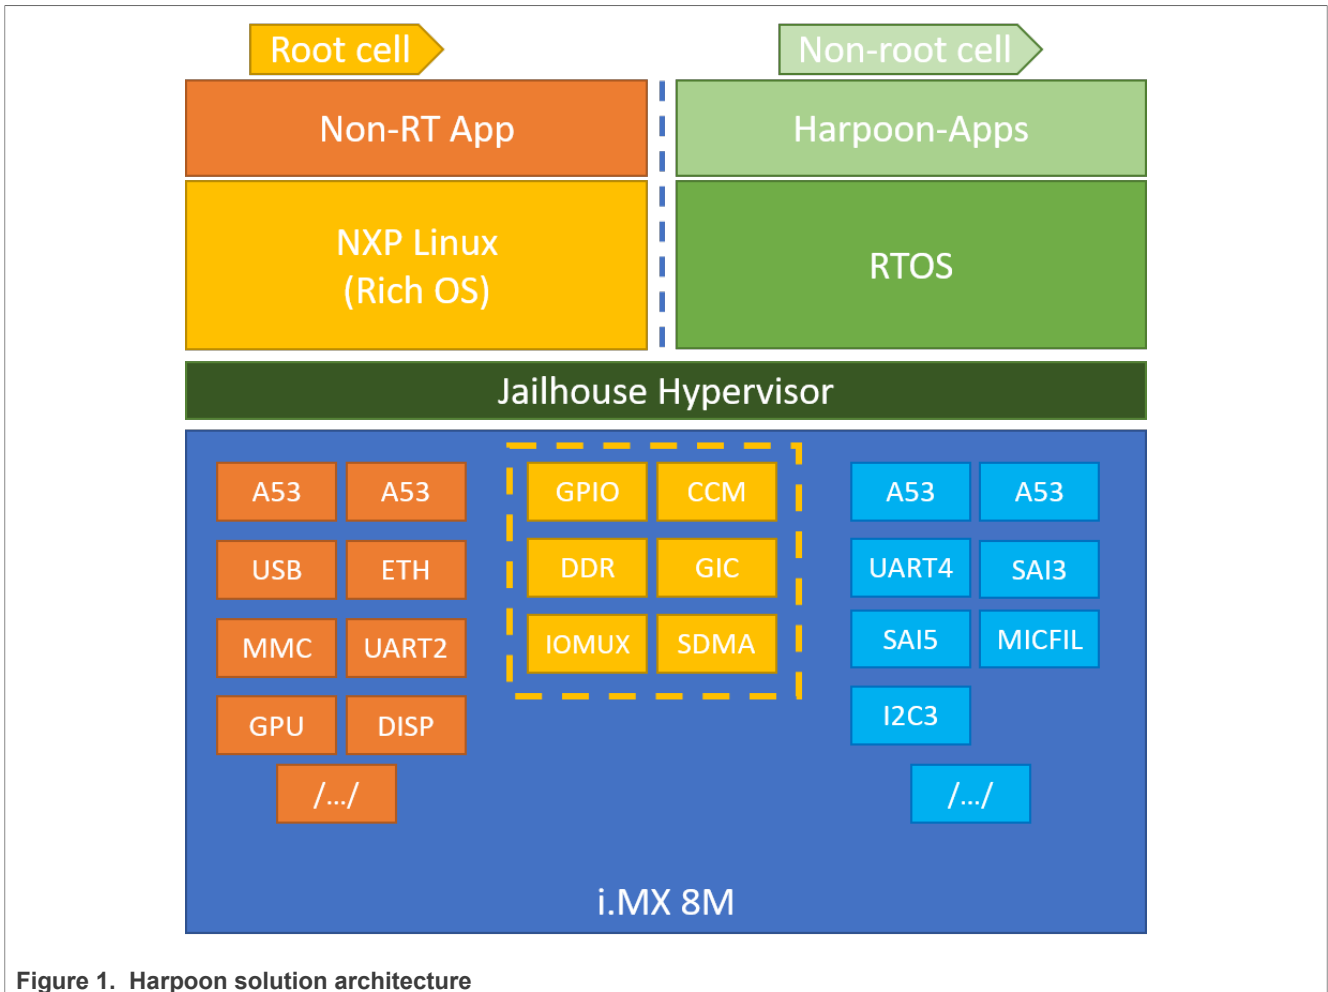 Root cell
Non-root cell
Non-RT App
Harpoon-Apps
NXP Linux
(Rich OS)
RTOS
Jailhouse Hypervisor
A53 A53 GPIO CCM A53 A53
USB ETH DDR GIC UART4 SAI3
MMC UART2 IOMUX SDMA SAI5 MICFIL
GPU DISP I2C3
/.../ /.../
i.MX 8M
Figure 1. Harpoon solution architecture